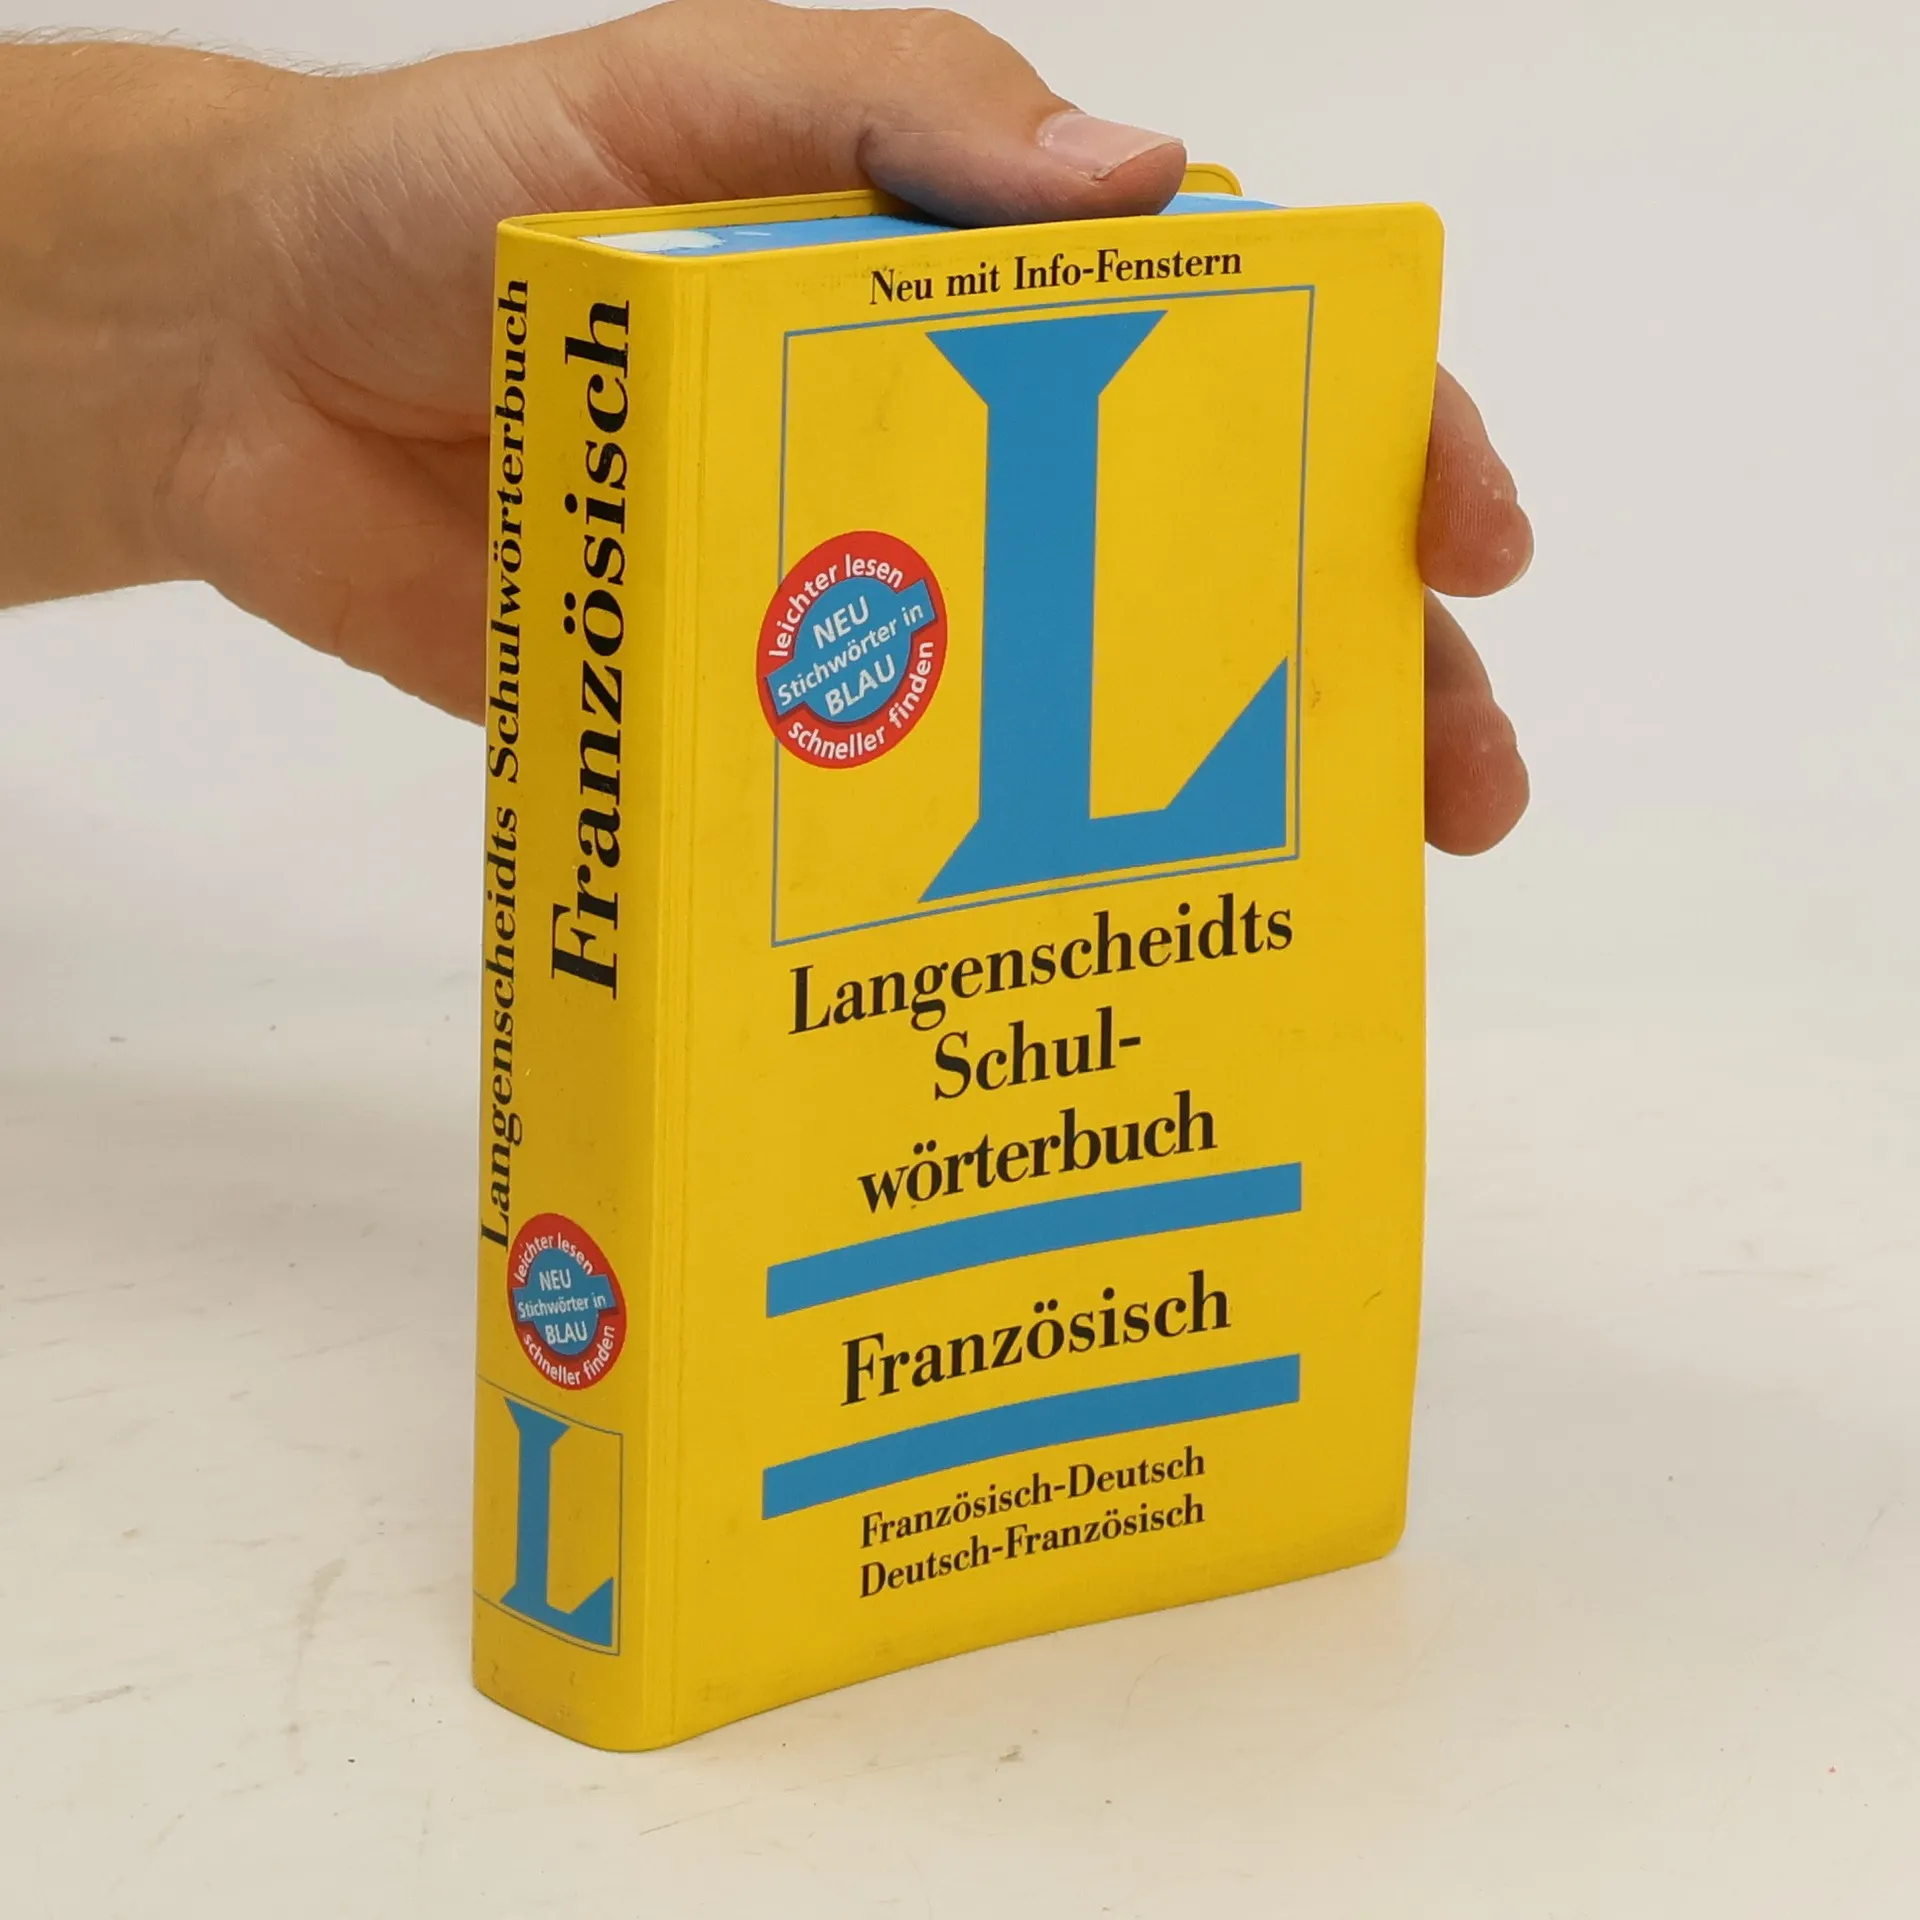 Langenscheidts Schulwörterbuch
Französisch
leichter lesen
NEU
Stichwörter in
BLAU
schneller finden
L
Neu mit Info-Fenstern
L
leichter lesen
NEU
Stichwörter in
BLAU
schneller finden
Langenscheidts
Schul-
wörterbuch
Französisch
Französisch-Deutsch
Deutsch-Französisch